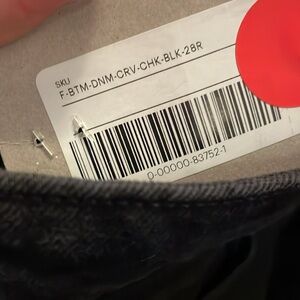 SKU
F-BTM-DNM-CRV-CHK-BLK-28R
0-00000-83752-1